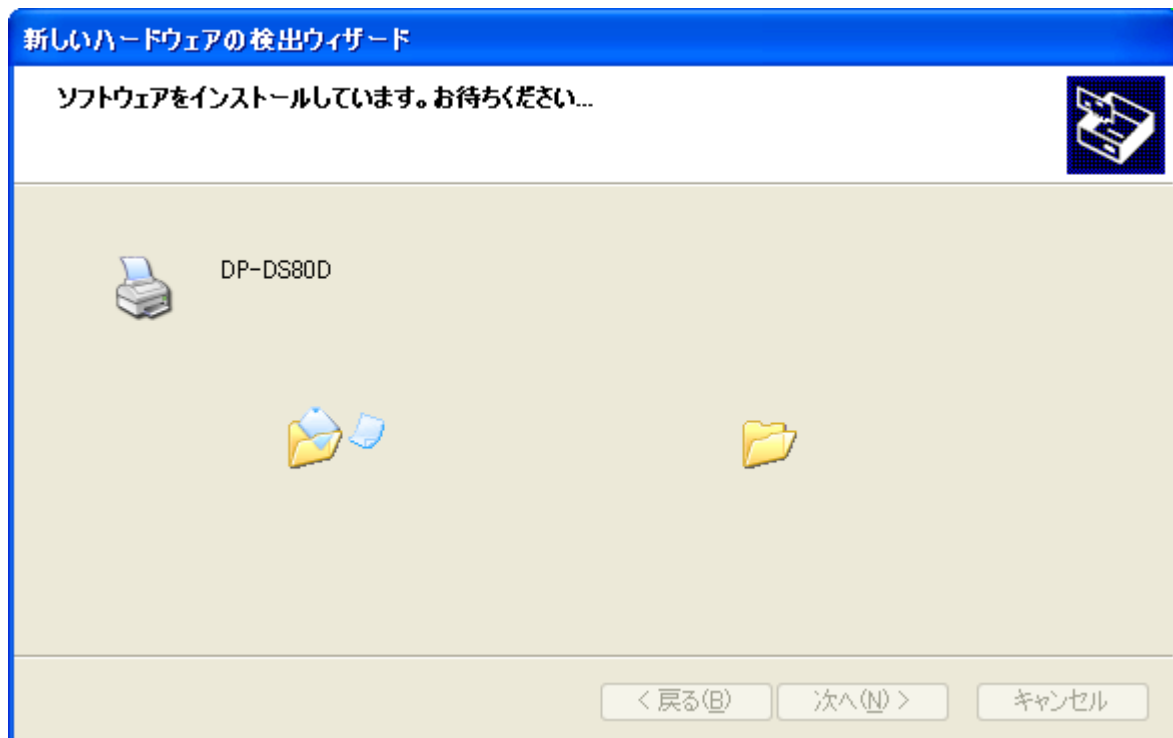 新しいハードウェアの検出ウィザード
ソフトウェアをインストールしています。お待ちください...
DP-DS80D
< 戻る(B)
次へ(N) >
キャンセル